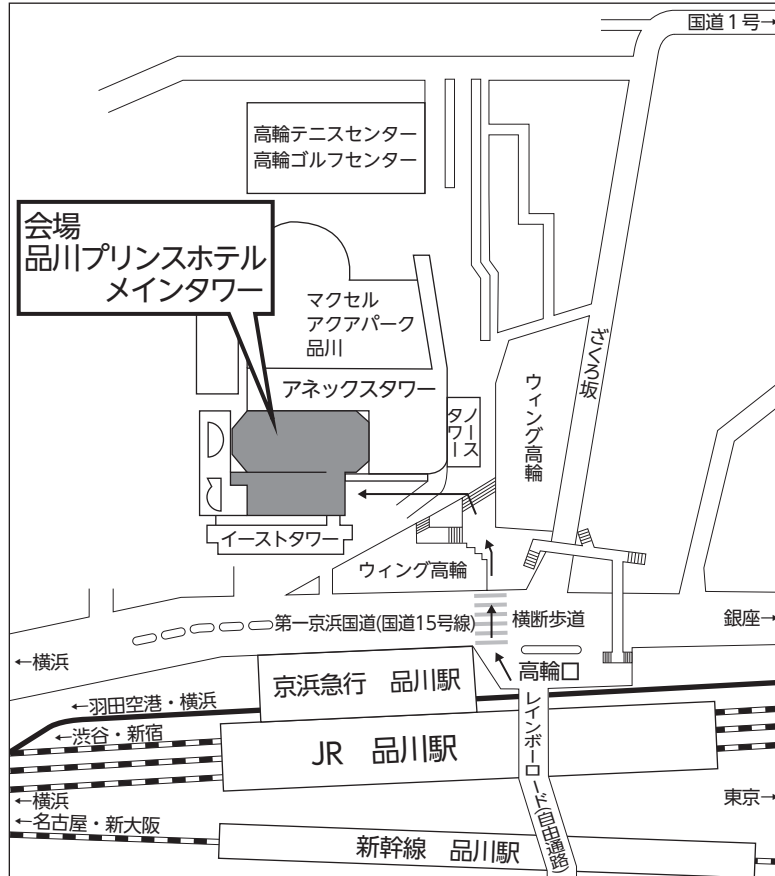 国道1号→
高輪テニスセンター
高輪ゴルフセンター
会場
品川プリンスホテル
メインタワー
マクセル
アクアパーク
品川
ざくろ坂
アネックスタワー
ウィング高輪
ノース
タワー
イーストタワー
ウィング高輪
第一京浜国道(国道15号線)
横断歩道
銀座→
←横浜
高輪口
京浜急行 品川駅
←羽田空港・横浜
レインボーロード(自由通路)
←渋谷・新宿
JR 品川駅
←横浜
東京→
←名古屋・新大阪
新幹線 品川駅